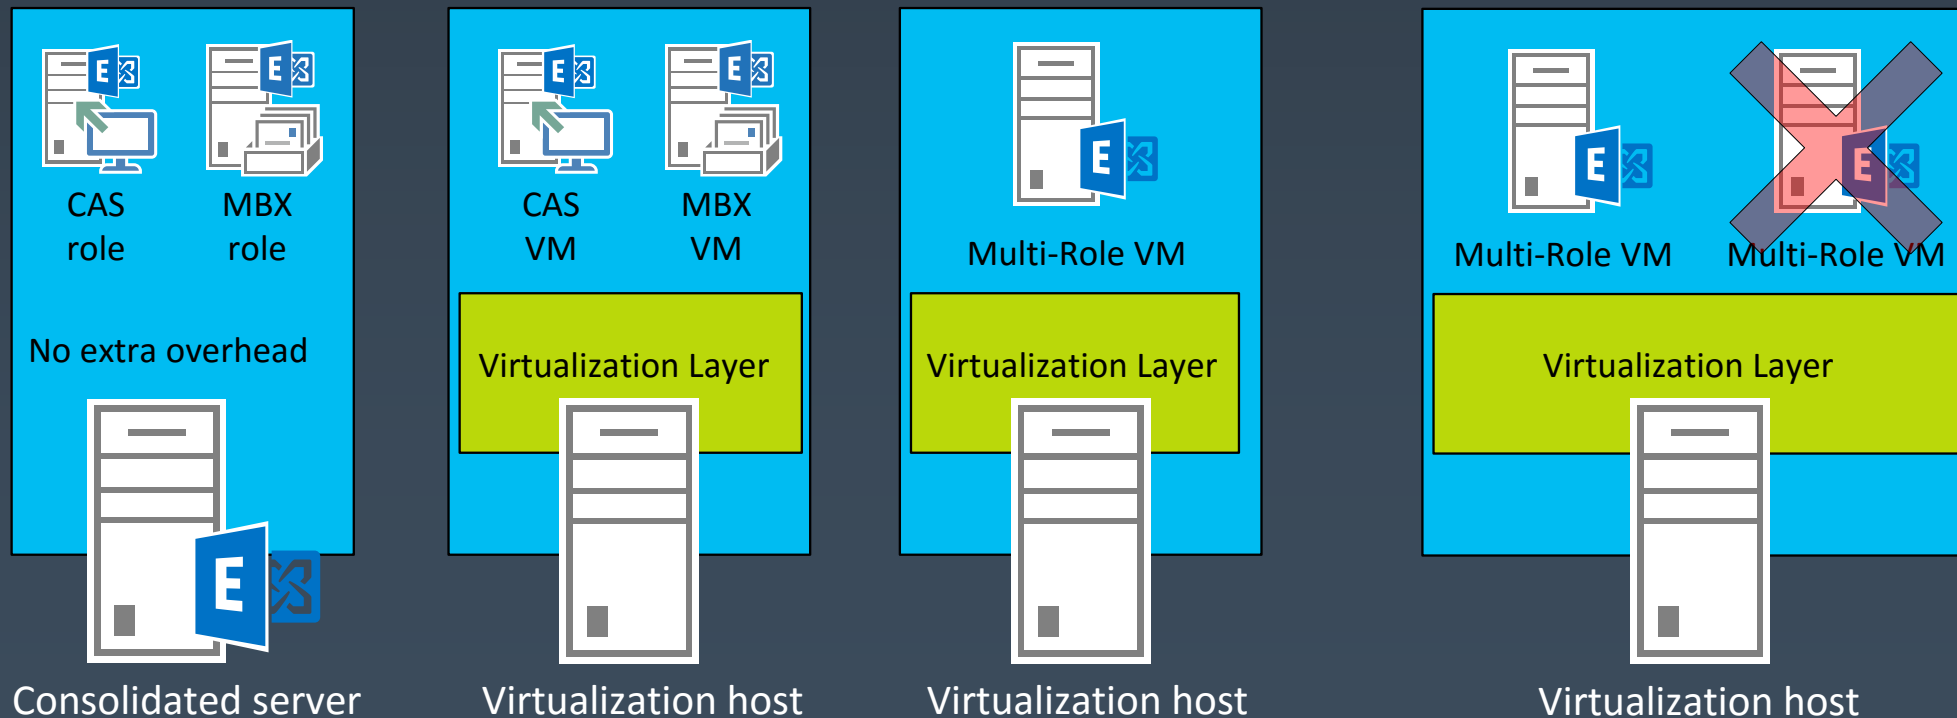 E
CAS
role
E
MBX
role
No extra overhead
E
Consolidated server
E
CAS
VM
E
MBX
VM
Virtualization Layer
Virtualization host
E
Multi-Role VM
Virtualization Layer
Virtualization host
E
Multi-Role VM
E
Multi-Role VM
Virtualization Layer
Virtualization host